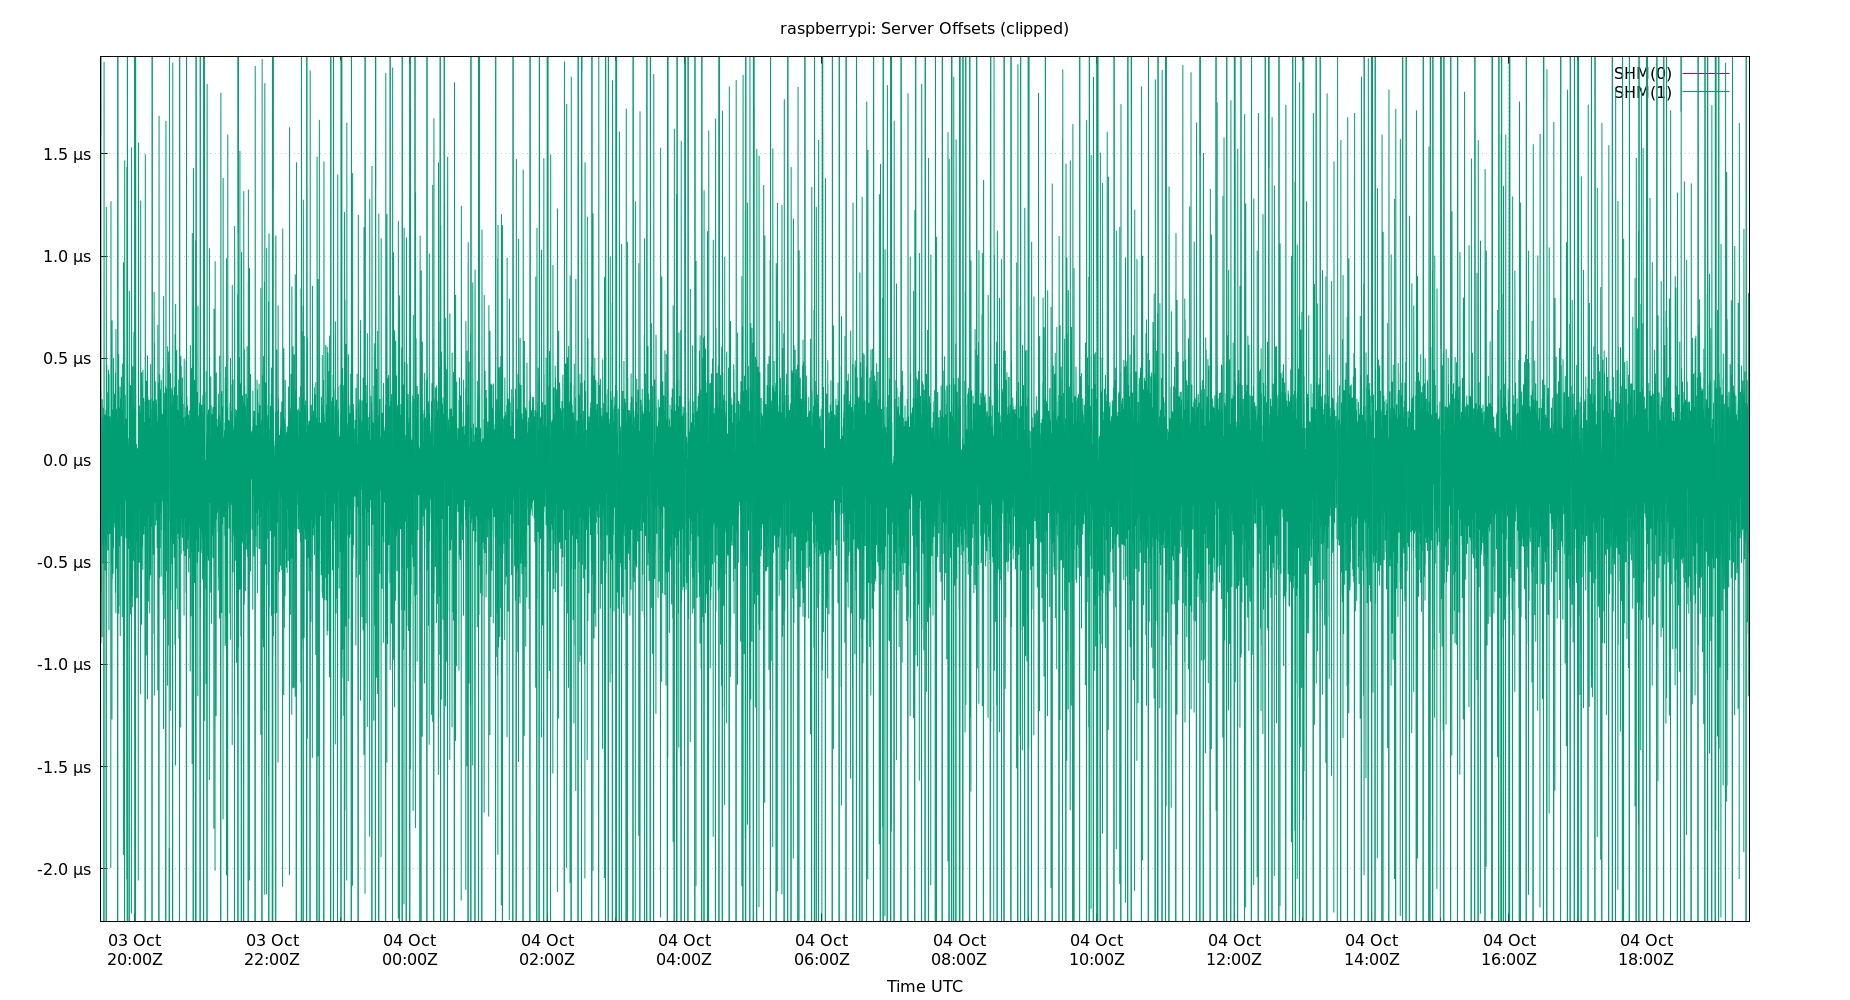 raspberrypi: Server Offsets (clipped)
SHM(0)
SHM(1)
1.5 µs
1.0 µs
0.5 µs
0.0 µs
-0.5 µs
-1.0 µs
-1.5 µs
-2.0 µs
03 Oct 03 Oct 04 Oct 04 Oct 04 Oct 04 Oct 04 Oct 04 Oct 04 Oct 04 Oct 04 Oct 04 Oct
20:00Z 22:00Z 00:00Z 02:00Z 04:00Z 06:00Z 08:00Z 10:00Z 12:00Z 14:00Z 16:00Z 18:00Z
Time UTC